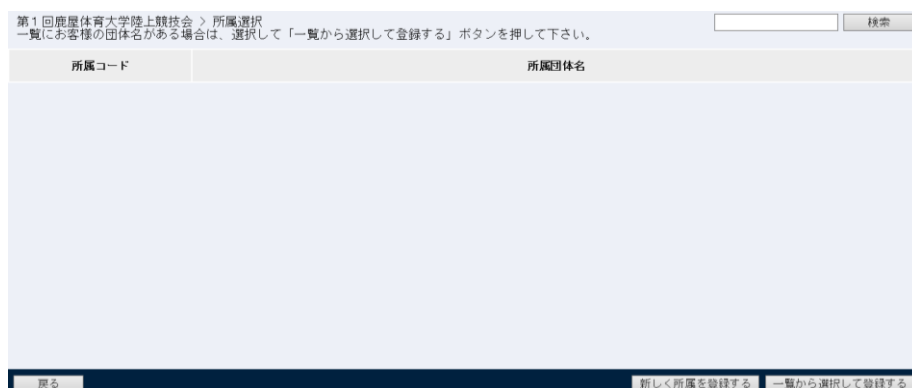 第1回鹿屋体育大学陸上競技会 > 所属選択
検索
一覧にお客様の団体名がある場合は、選択して「一覧から選択して登録する」ボタンを押して下さい。
所属コード 所属団体名
戻る 新しく所属を登録する 一覧から選択して登録する